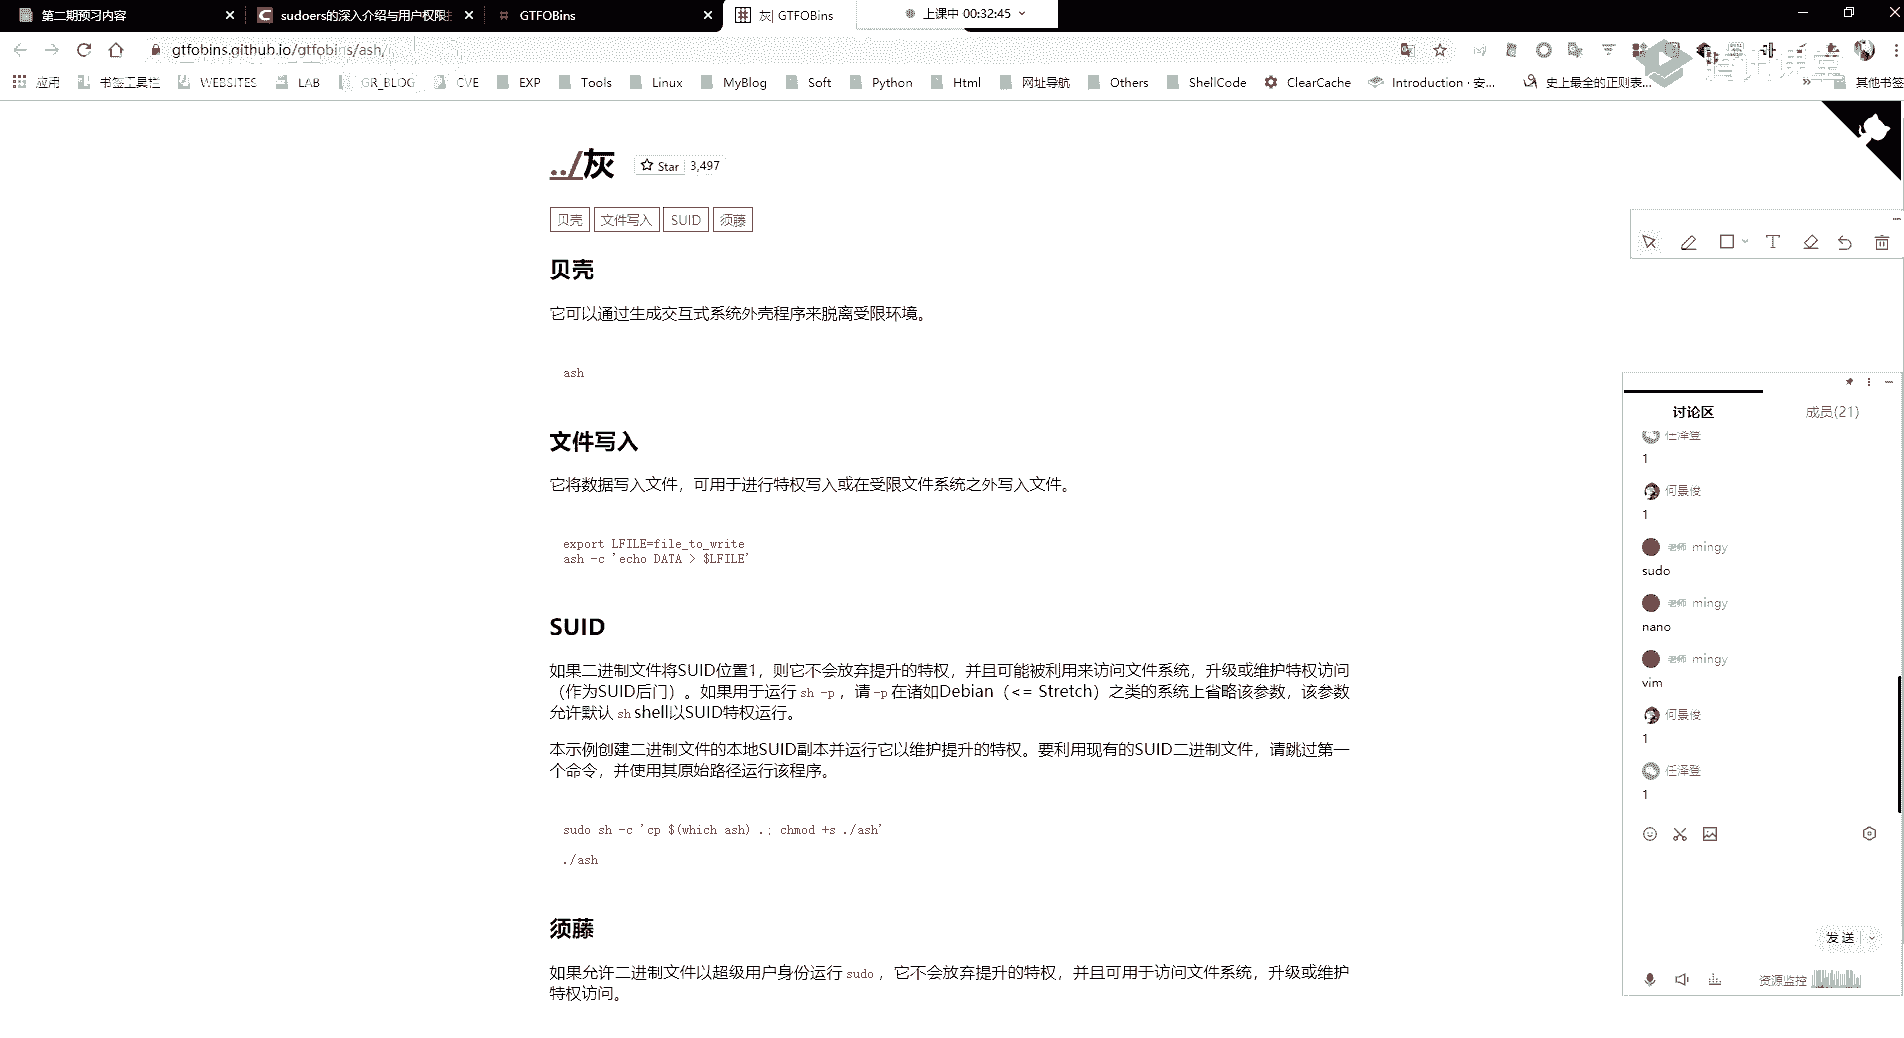 第二期预习内容
sudoers的深入介绍与用户权限
GTFOBins
灰| GTFOBins
上课中 00:32:45
gtfobins.github.io/gtfobins/ash/
应用 书签工具栏 WEBSITES LAB GR_BLOG CVE EXP Tools Linux MyBlog Soft Python Html 网址导航 Others ShellCode ClearCache Introduction · 安... 史上最全的正则表... 其他书签
腾讯课堂
../灰
Star 3,497
贝壳 文件写入 SUID 须藤
贝壳
它可以通过生成交互式系统外壳程序来脱离受限环境。
ash
文件写入
它将数据写入文件，可用于进行特权写入或在受限文件系统之外写入文件。
export LFILE=file_to_write
ash -c 'echo DATA > $LFILE'
SUID
如果二进制文件将SUID位置1，则它不会放弃提升的特权，并且可能被利用来访问文件系统，升级或维护特权访问
（作为SUID后门）。如果用于运行 sh -p ，请 -p 在诸如Debian（<= Stretch）之类的系统上省略该参数，该参数
允许默认 sh shell以SUID特权运行。
本示例创建二进制文件的本地SUID副本并运行它以维护提升的特权。要利用现有的SUID二进制文件，请跳过第一
个命令，并使用其原始路径运行该程序。
sudo sh -c 'cp $(which ash) .; chmod +s ./ash'
./ash
须藤
如果允许二进制文件以超级用户身份运行 sudo ，它不会放弃提升的特权，并且可用于访问文件系统，升级或维护
特权访问。
讨论区 成员(21)
任泽登
1
何景俊
1
老师 mingy
sudo
老师 mingy
nano
老师 mingy
vim
何景俊
1
任泽登
1
发送
资源监控